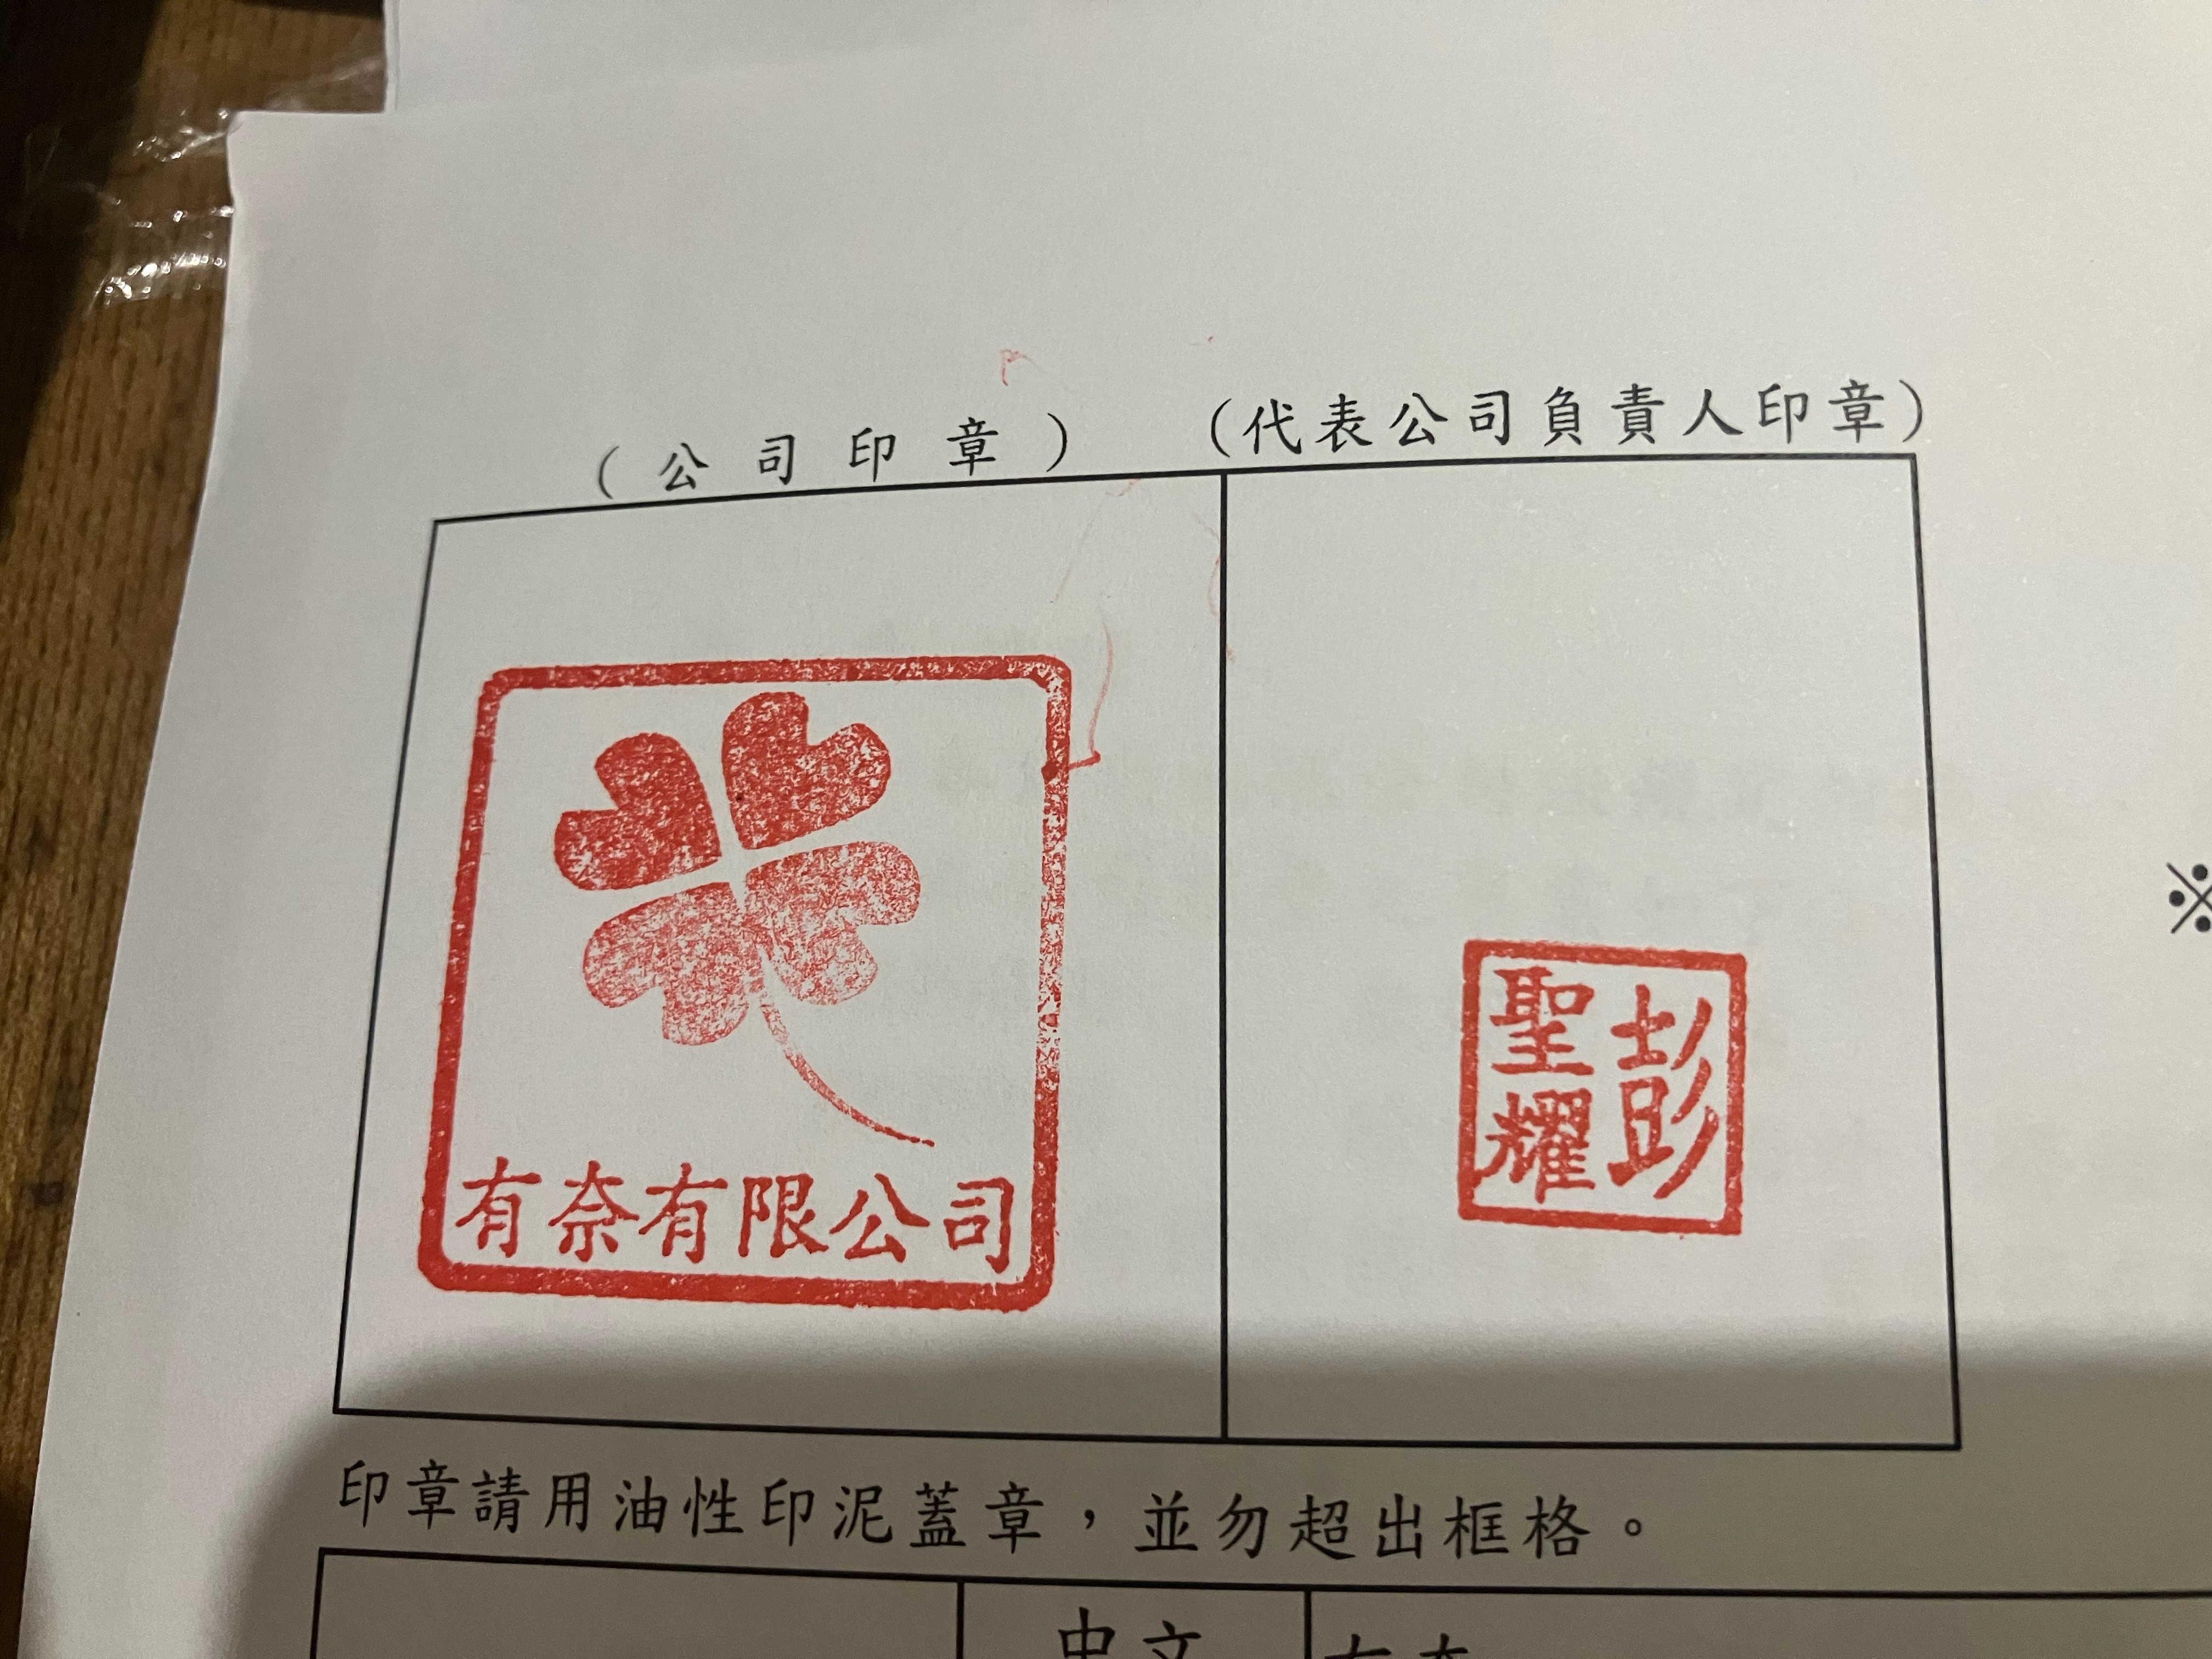 (公司印章)
(代表公司負責人印章)
有奈有限公司
彭聖耀
印章請用油性印泥蓋章，並勿超出框格。
中文
※